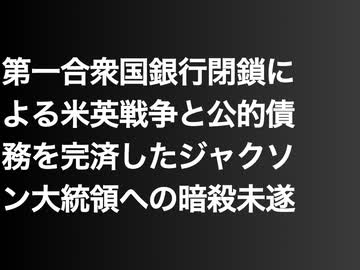 第一合衆国銀行閉鎖に
よる米英戦争と公的債
務を完済したジャクソ
ン大統領への暗殺未遂